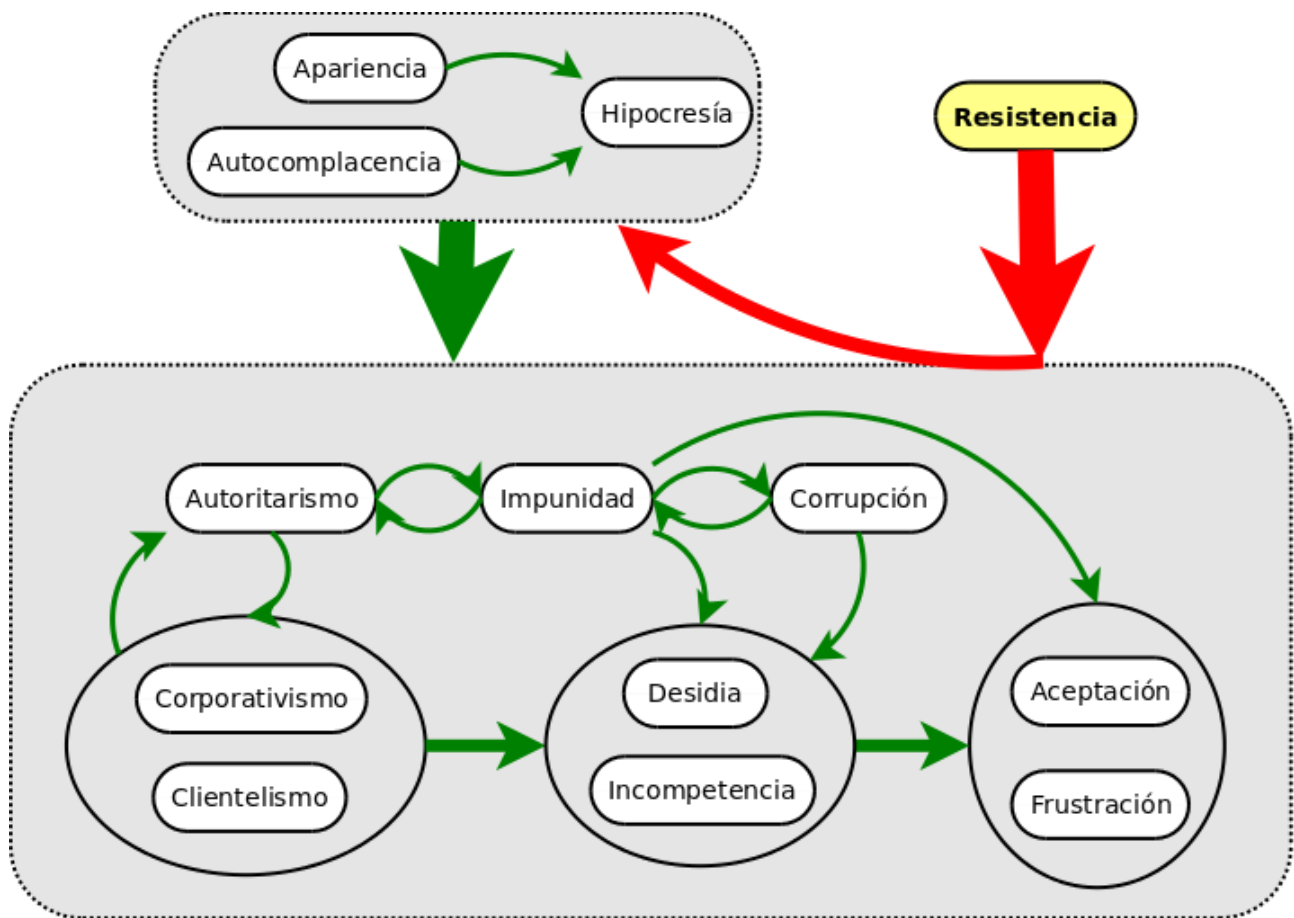 Apariencia
Hipocresía
Resistencia
Autocomplacencia
Autoritarismo
Impunidad
Corrupción
Corporativismo
Desidia
Aceptación
Clientelismo
Incompetencia
Frustración